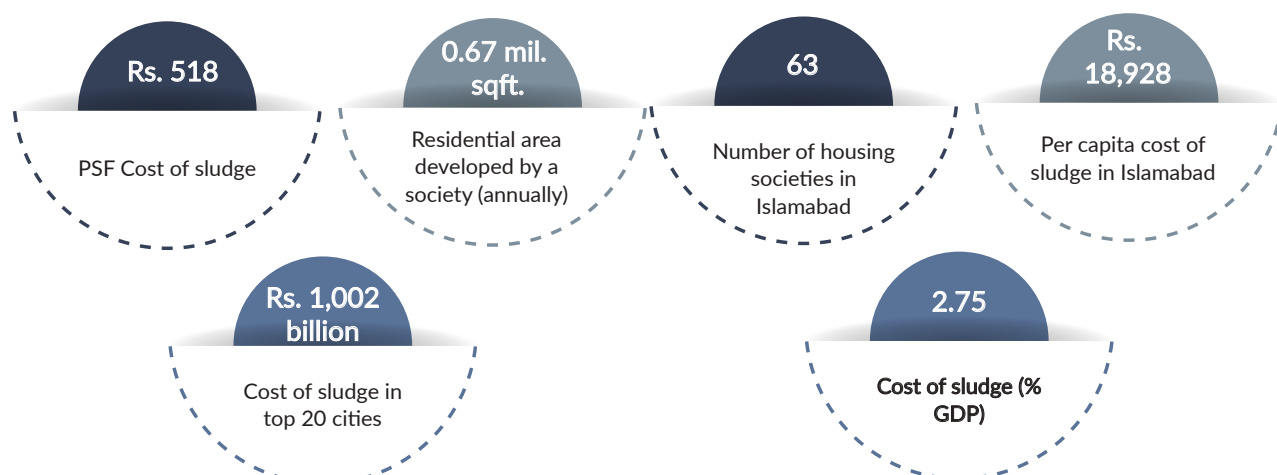 Rs. 518
PSF Cost of sludge
0.67 mil.
sqft.
Residential area
developed by a
society (annually)
63
Number of housing
societies in
Islamabad
Rs.
18,928
Per capita cost of
sludge in Islamabad
Rs. 1,002
billion
Cost of sludge in
top 20 cities
2.75
Cost of sludge (%
GDP)